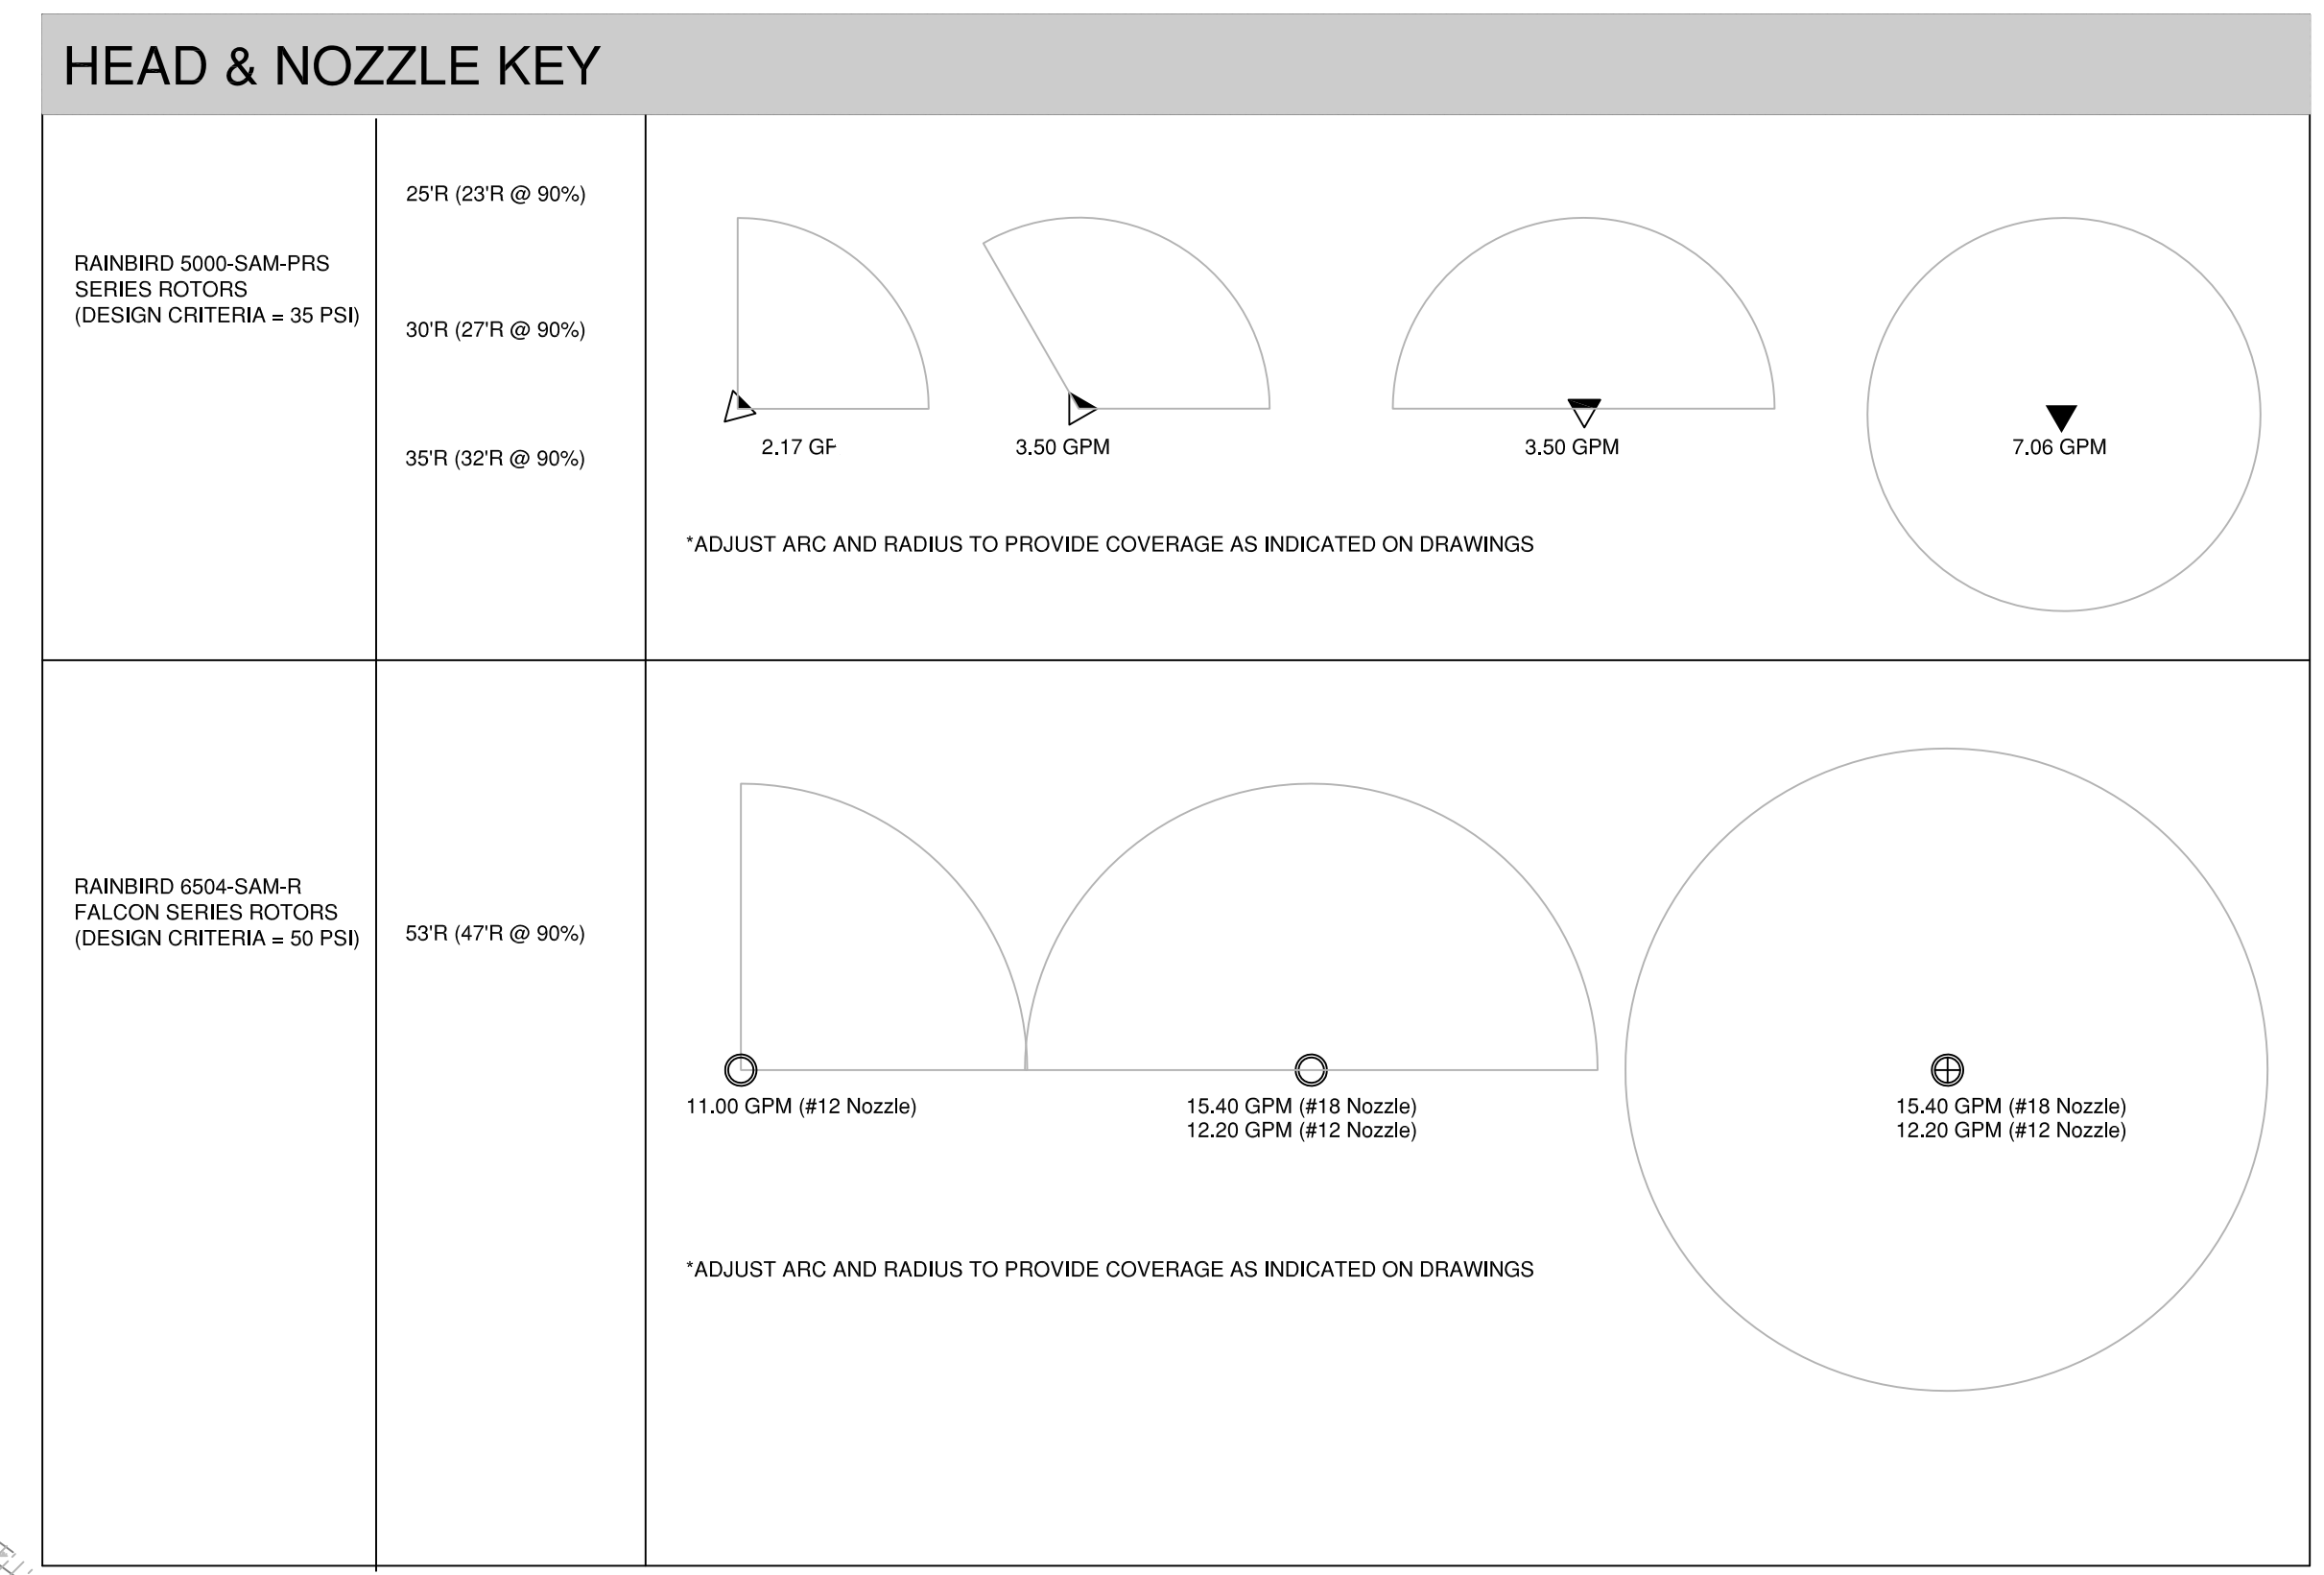 HEAD & NOZZLE KEY
RAINBIRD 5000-SAM-PRS
SERIES ROTORS
(DESIGN CRITERIA = 35 PSI)
25'R (23'R @ 90%)
30'R (27'R @ 90%)
35'R (32'R @ 90%)
2.17
3.50 GPM
3.50 GPM
7.06 GPM
*ADJUST ARC AND RADIUS TO PROVIDE COVERAGE AS INDICATED ON DRAWINGS
RAINBIRD 6504-SAM-R
FALCON SERIES ROTORS
(DESIGN CRITERIA = 50 PSI)
53'R (47'R @ 90%)
11.00 GPM (#12 Nozzle)
15.40 GPM (#18 Nozzle)
12.20 GPM (#12 Nozzle)
15.40 GPM (#18 Nozzle)
12.20 GPM (#12 Nozzle)
*ADJUST ARC AND RADIUS TO PROVIDE COVERAGE AS INDICATED ON DRAWINGS